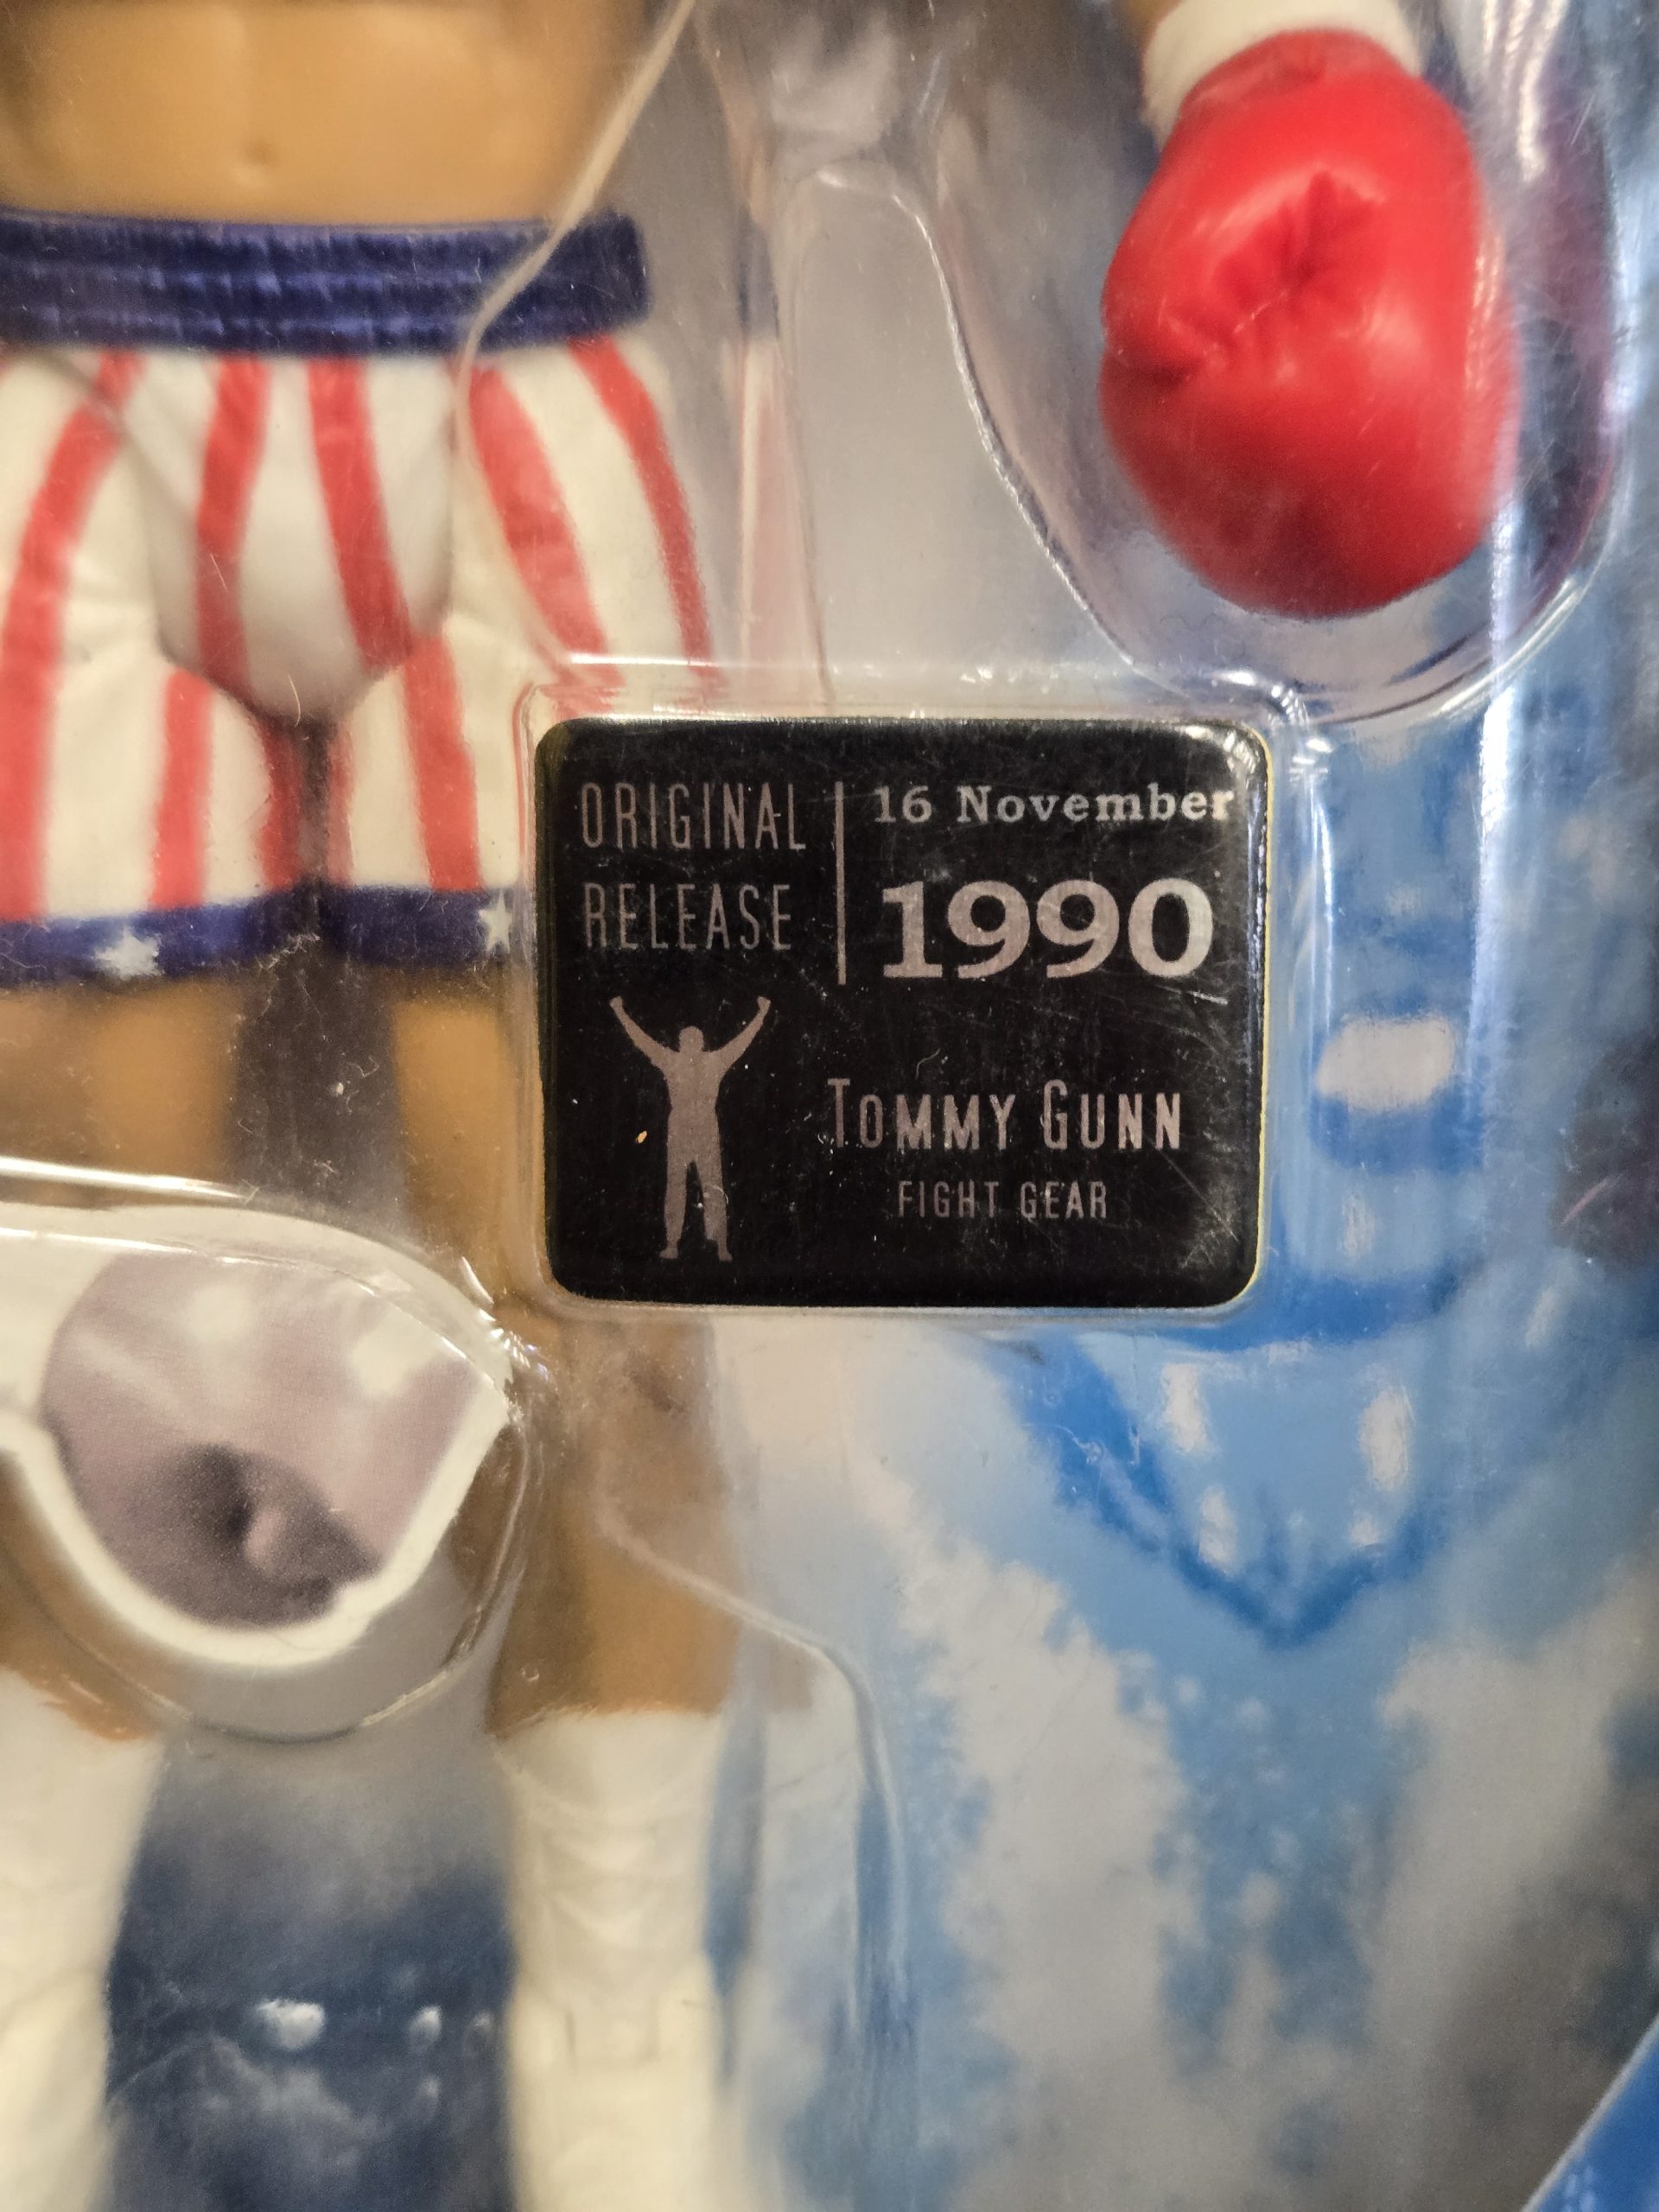 ORIGINAL
RELEASE
16 November
1990
TOMMY GUNN
FIGHT GEAR